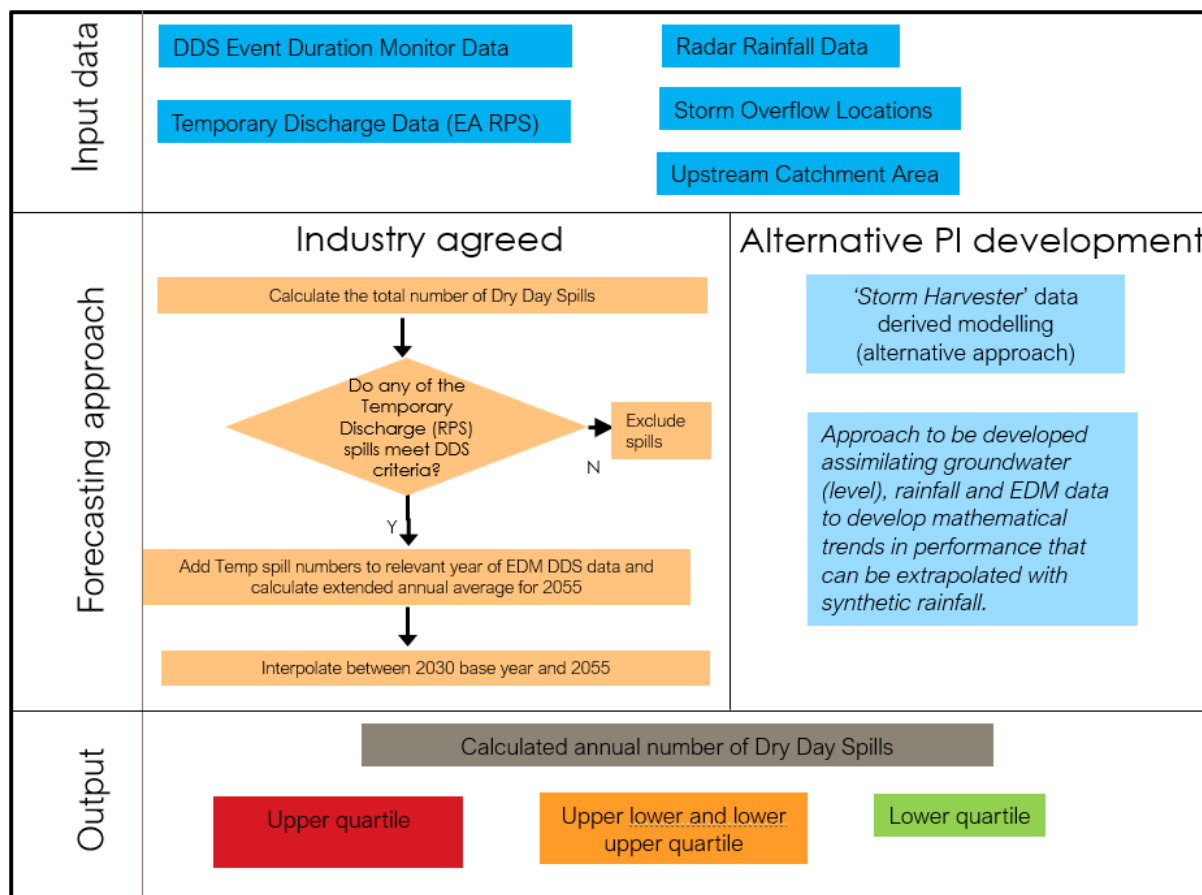 Input data
DDS Event Duration Monitor Data
Radar Rainfall Data
Temporary Discharge Data (EA RPS)
Storm Overflow Locations
Upstream Catchment Area
Forecasting approach
Industry agreed
Calculate the total number of Dry Day Spills
Do any of the
Temporary
Discharge (RPS)
spills meet DDS
criteria?
Exclude
spills
N
Y
Add Temp spill numbers to relevant year of EDM DDS data and
calculate extended annual average for 2055
Interpolate between 2030 base year and 2055
Alternative PI development
‘Storm Harvester’ data
derived modelling
(alternative approach)
Approach to be developed
assimilating groundwater
(level), rainfall and EDM data
to develop mathematical
trends in performance that
can be extrapolated with
synthetic rainfall.
Output
Calculated annual number of Dry Day Spills
Upper quartile
Upper lower and lower
upper quartile
Lower quartile